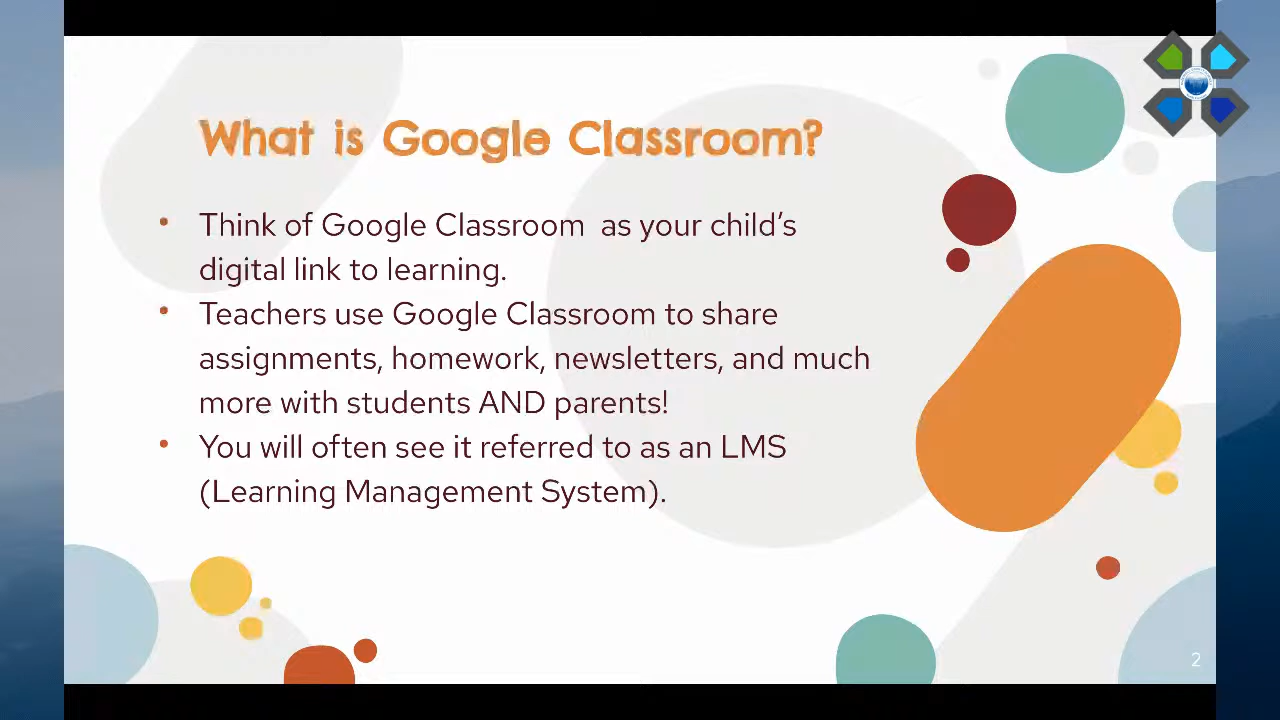 What is Google Classroom?
• Think of Google Classroom  as your child’s
digital link to learning.
• Teachers use Google Classroom to share
assignments, homework, newsletters, and much
more with students AND parents!
• You will often see it referred to as an LMS
(Learning Management System).
2